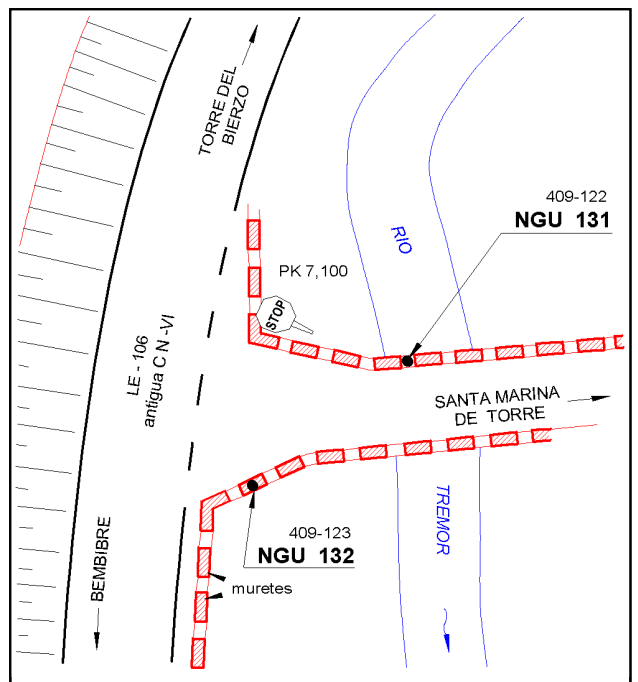 TORRE DEL
BIERZO
409-122
NGU 131
RIO
PK 7,100
STOP
LE - 106
antigua C N -VI
SANTA MARINA
DE TORRE
TREMOR
409-123
NGU 132
BEMBIBRE
muretes